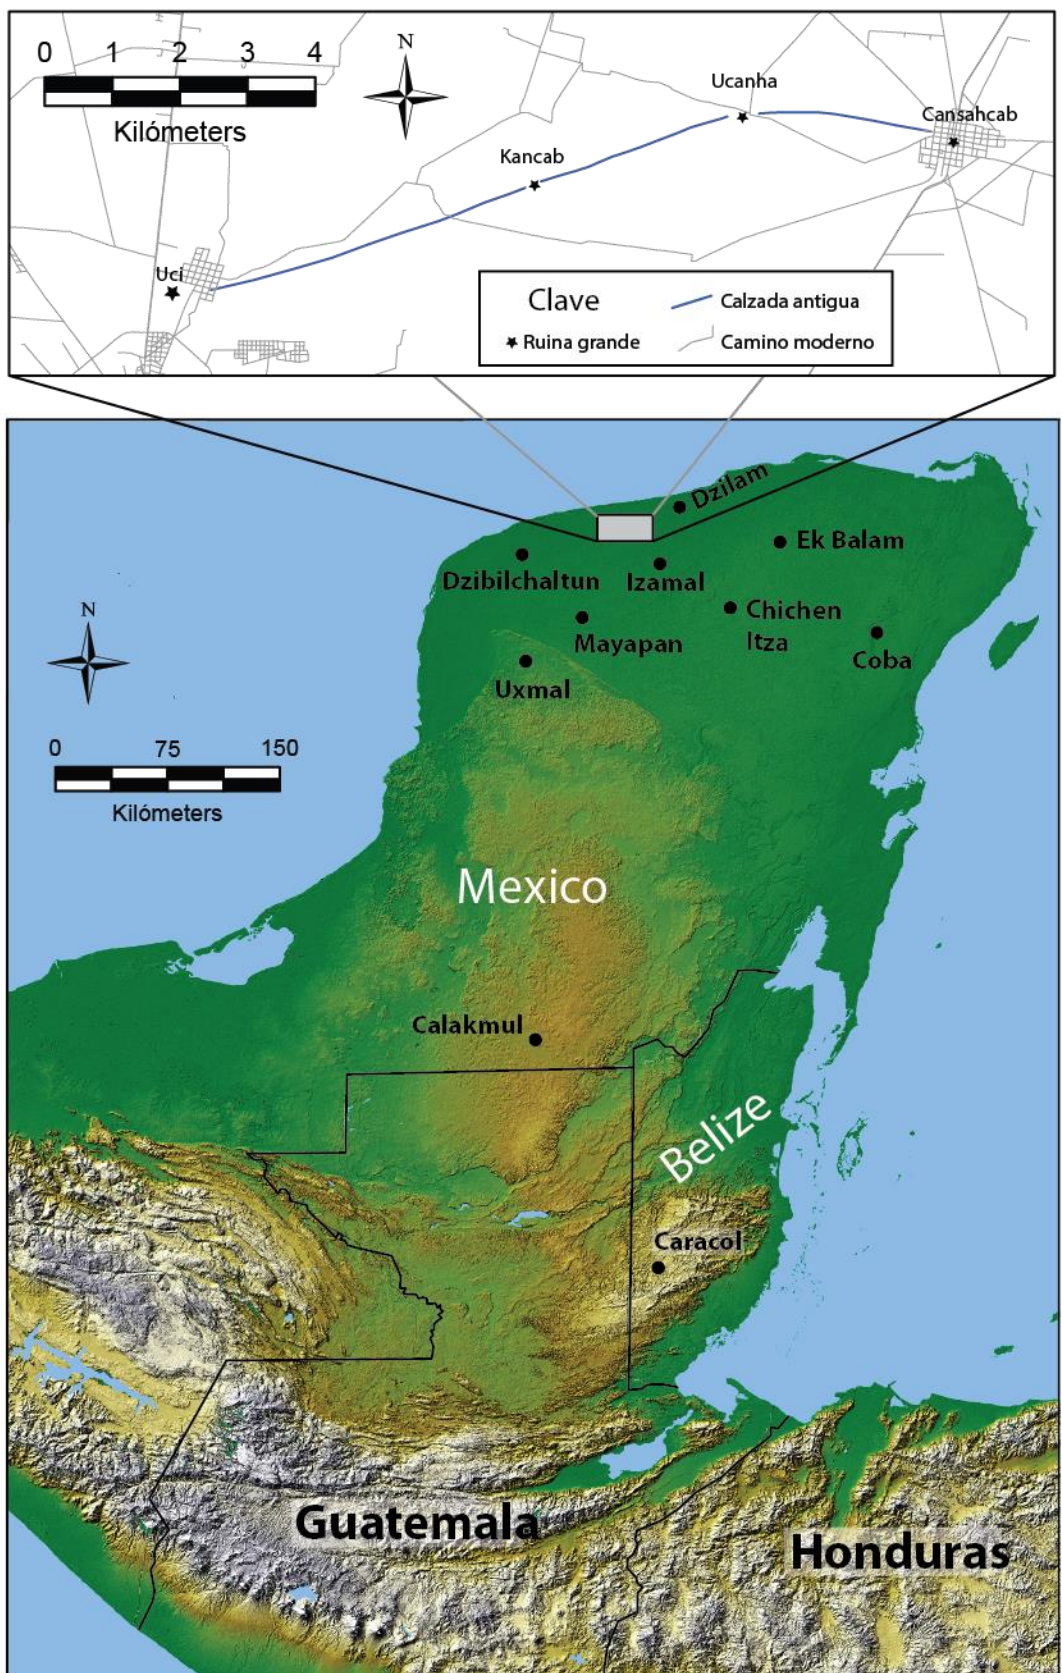 0 1 2 3 4
Kilómeters
N
Ucanha
Cansahcab
Kancab
Uci
Clave
Calzada antigua
Ruina grande
Camino moderno
Dzilam
Ek Balam
Dzibilchaltun
Izamal
Chichen
Itza
Mayapan
Coba
Uxmal
N
0 75 150
Kilómeters
Mexico
Calakmul
Belize
Caracol
Guatemala
Honduras